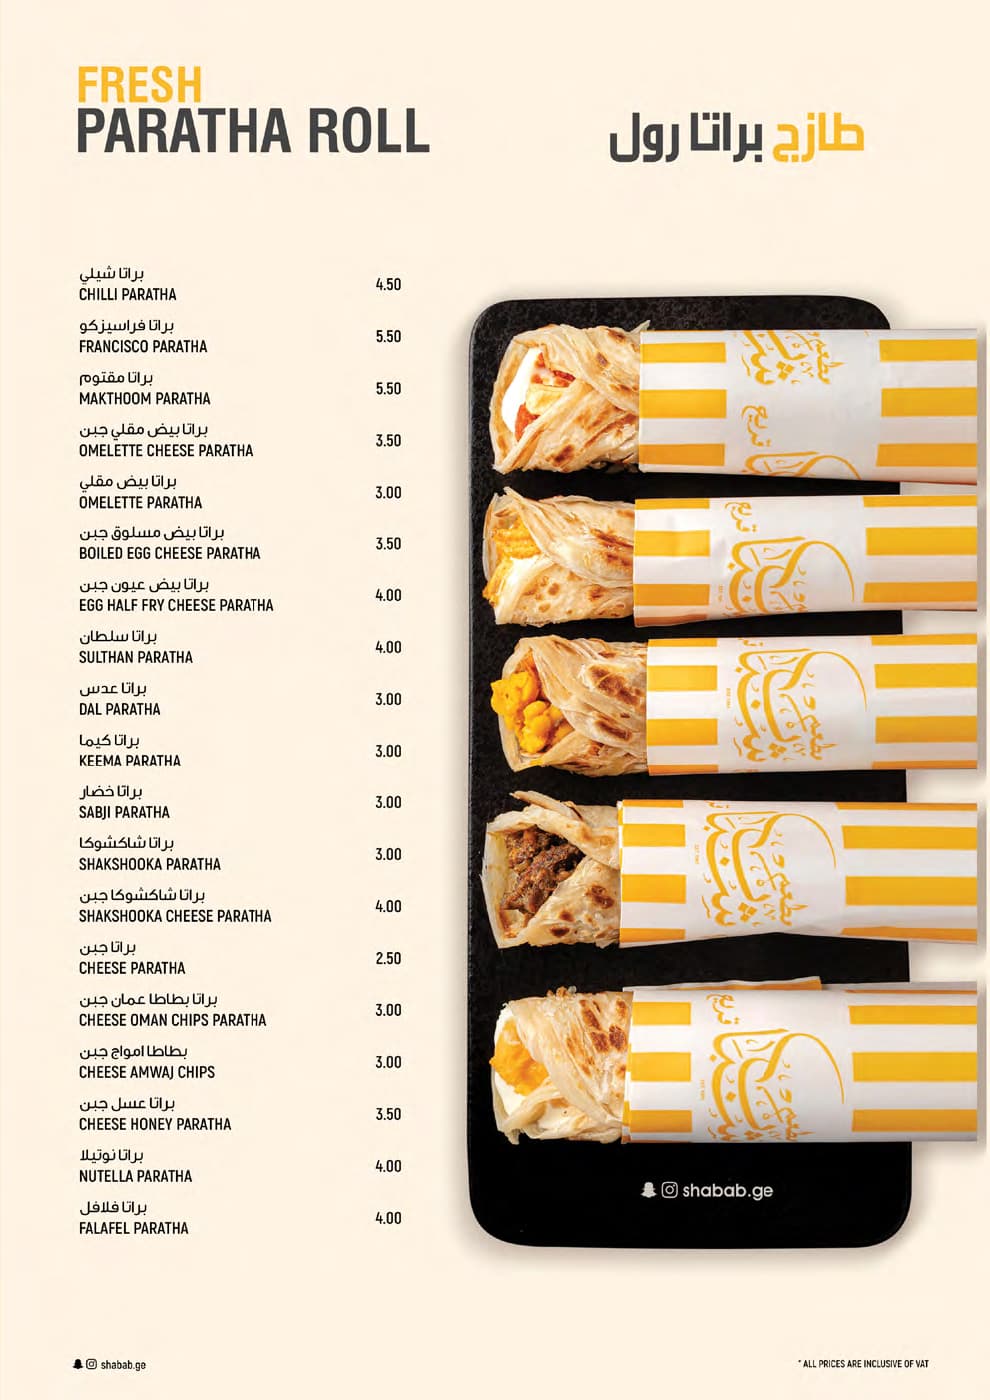 FRESH
PARATHA ROLL
طازج براتا رول
براتا شيلي
CHILLI PARATHA
4.50
براتا فراسيزكو
FRANCISCO PARATHA
5.50
براتا مقتوم
MAKTHOOM PARATHA
5.50
براتا بيض مقلي جبن
OMELETTE CHEESE PARATHA
3.50
براتا بيض مقلي
OMELETTE PARATHA
3.00
براتا بيض مسلوق جبن
BOILED EGG CHEESE PARATHA
3.50
براتا بيض عيون جبن
EGG HALF FRY CHEESE PARATHA
4.00
براتا سلطان
SULTHAN PARATHA
4.00
براتا عدس
DAL PARATHA
3.00
براتا كيما
KEEMA PARATHA
3.00
براتا خضار
SABJI PARATHA
3.00
براتا شاكشوكا
SHAKSHOOKA PARATHA
3.00
براتا شاكشوكا جبن
SHAKSHOOKA CHEESE PARATHA
4.00
براتا جبن
CHEESE PARATHA
2.50
براتا بطاطا عمان جبن
CHEESE OMAN CHIPS PARATHA
3.00
بطاطا امواج جبن
CHEESE AMWAJ CHIPS
3.00
براتا عسل جبن
CHEESE HONEY PARATHA
3.50
براتا نوتيلا
NUTELLA PARATHA
4.00
براتا فلافل
FALAFEL PARATHA
4.00
shabab.ge
shabab.ge
* ALL PRICES ARE INCLUSIVE OF VAT